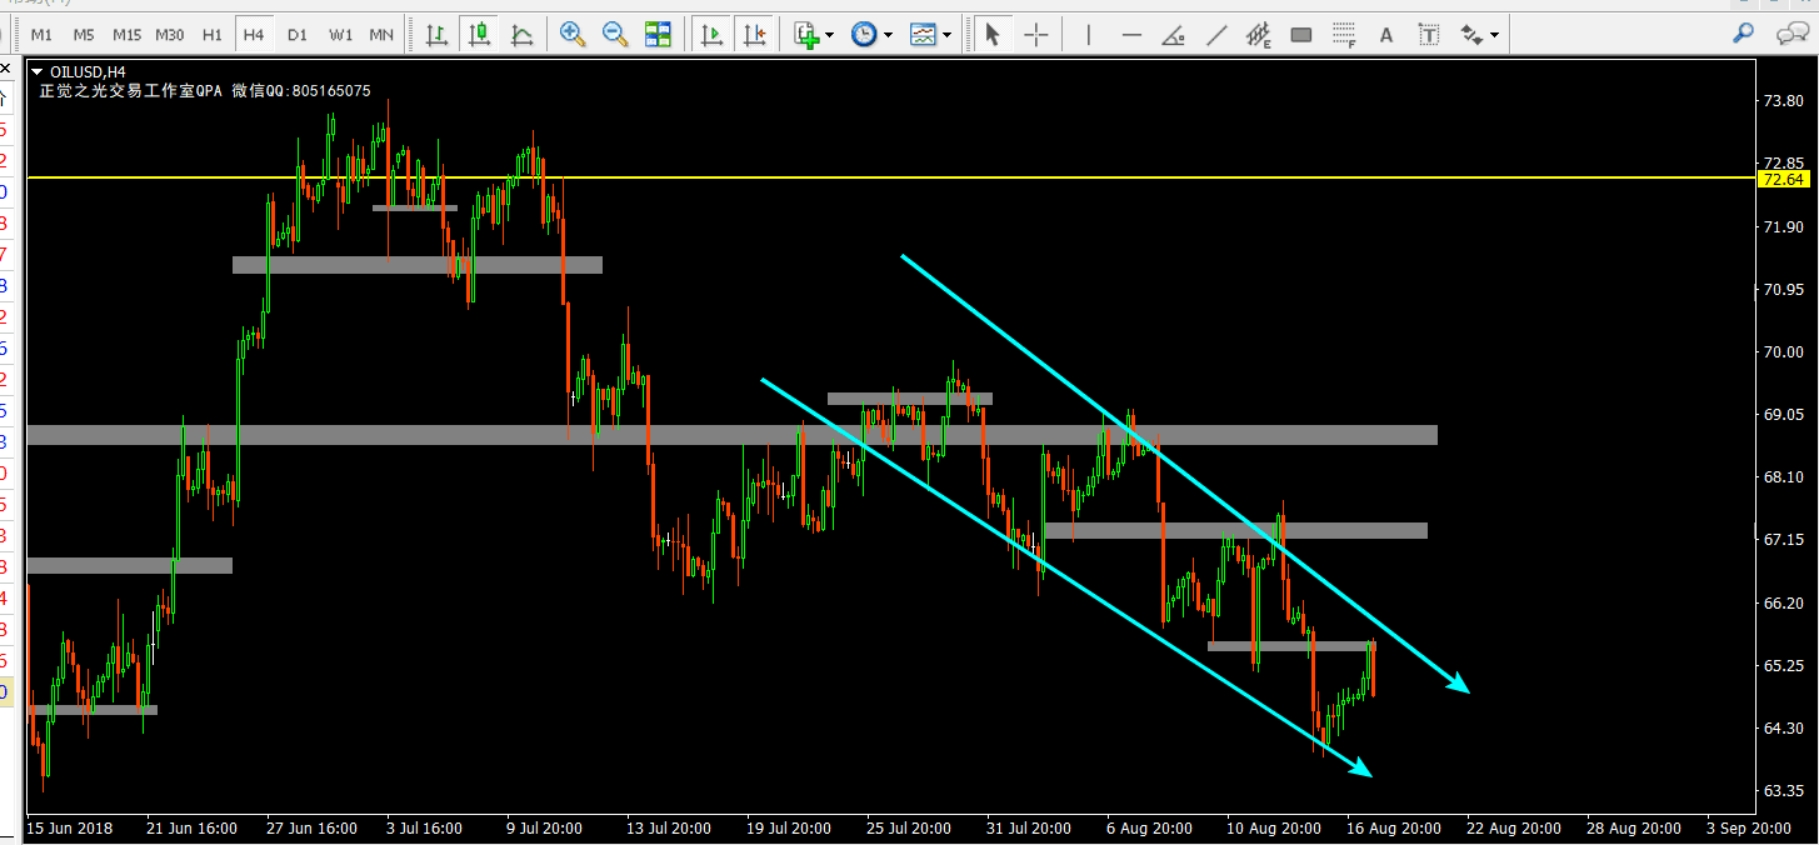 M1 M5 M15 M30 H1 H4 D1 W1 MN
E F A T
OILUSD,H4
正觉之光交易工作室QPA 微信QQ:805165075
73.80
72.85
72.64
71.90
70.95
70.00
69.05
68.10
67.15
66.20
65.25
64.30
63.35
15 Jun 2018 21 Jun 16:00 27 Jun 16:00 3 Jul 16:00 9 Jul 20:00 13 Jul 20:00 19 Jul 20:00 25 Jul 20:00 31 Jul 20:00 6 Aug 20:00 10 Aug 20:00 16 Aug 20:00 22 Aug 20:00 28 Aug 20:00 3 Sep 20:00